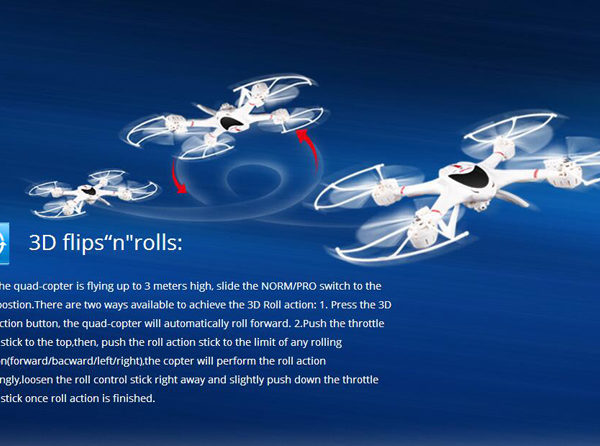 3D flips“n"rolls:
he quad-copter is flying up to 3 meters high, slide the NORM/PRO switch to the
postion.There are two ways available to achieve the 3D Roll action: 1. Press the 3D
ction button, the quad-copter will automatically roll forward. 2.Push the throttle
stick to the top,then, push the roll action stick to the limit of any rolling
on(forward/bacward/left/right),the copter will perform the roll action
ngly,loosen the roll control stick right away and slightly push down the throttle
stick once roll action is finished.